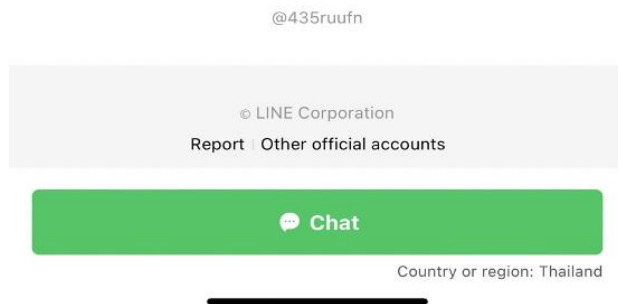 @435ruufn
© LINE Corporation
Report | Other official accounts
Chat
Country or region: Thailand